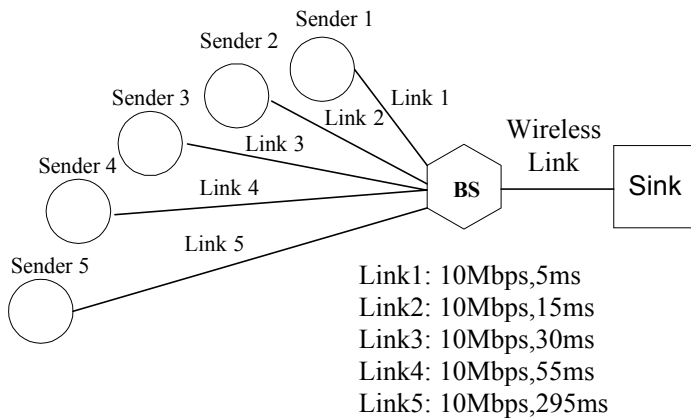 Sender 1
Sender 2
Sender 3
Sender 4
Sender 5
Link 1
Link 2
Link 3
Link 4
Link 5
BS
Wireless
Link
Sink
Link1: 10Mbps,5ms
Link2: 10Mbps,15ms
Link3: 10Mbps,30ms
Link4: 10Mbps,55ms
Link5: 10Mbps,295ms